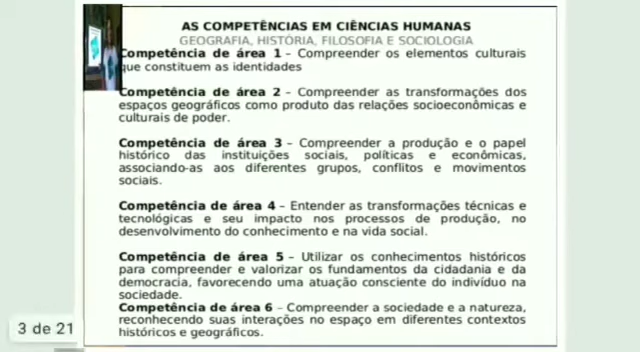 AS COMPETÊNCIAS EM CIÊNCIAS HUMANAS
GEOGRAFIA, HISTÓRIA, FILOSOFIA E SOCIOLOGIA
Competência de área 1 – Compreender os elementos culturais
que constituem as identidades
Competência de área 2 – Compreender as transformações dos
espaços geográficos como produto das relações socioeconômicas e
culturais de poder.
Competência de área 3 – Compreender a produção e o papel
histórico das instituições sociais, políticas e econômicas,
associando-as aos diferentes grupos, conflitos e movimentos
sociais.
Competência de área 4 – Entender as transformações técnicas e
tecnológicas e seu impacto nos processos de produção, no
desenvolvimento do conhecimento e na vida social.
Competência de área 5 – Utilizar os conhecimentos históricos
para compreender e valorizar os fundamentos da cidadania e da
democracia, favorecendo uma atuação consciente do indivíduo na
sociedade.
Competência de área 6 – Compreender a sociedade e a natureza,
reconhecendo suas interações no espaço em diferentes contextos
históricos e geográficos.
3 de 21